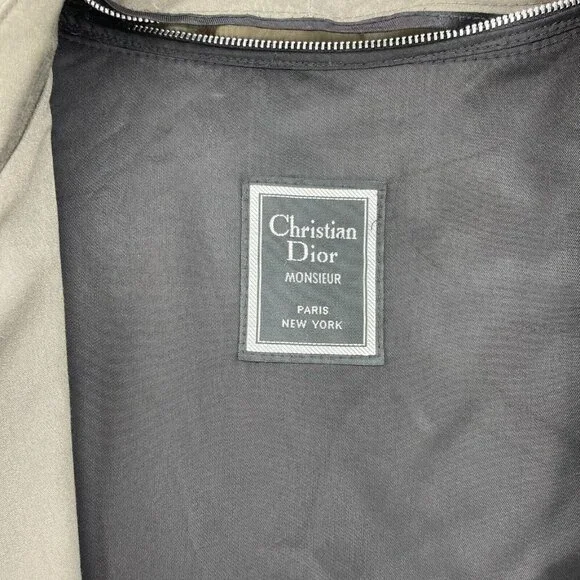 Christian
Dior
MONSIEUR
PARIS
NEW YORK